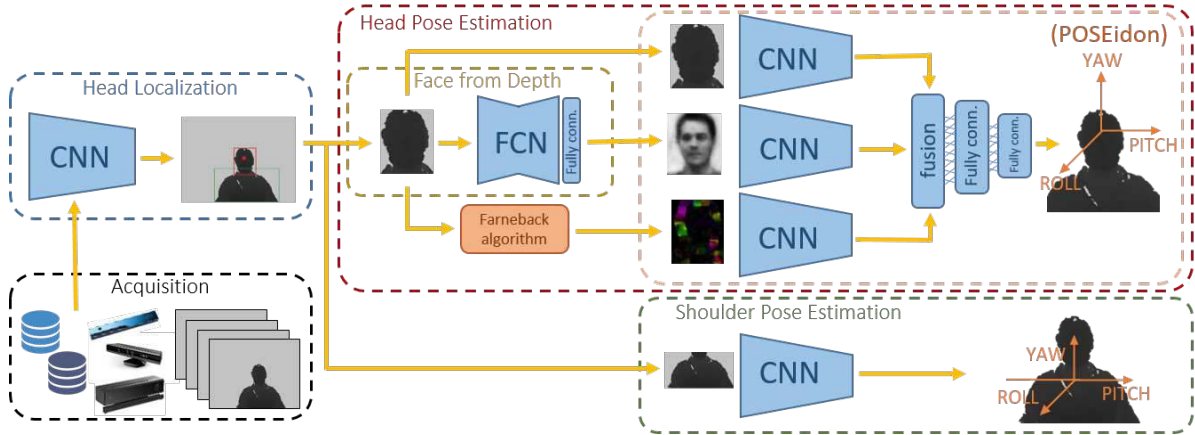 Head Pose Estimation
(POSEidon)
Head Localization
Face from Depth
CNN
FCN
Fully conn.
Farneback
algorithm
CNN
CNN
CNN
fusion
Fully conn.
Fully conn.
YAW
PITCH
ROLL
Acquisition
Shoulder Pose Estimation
CNN
YAW
ROLL
PITCH